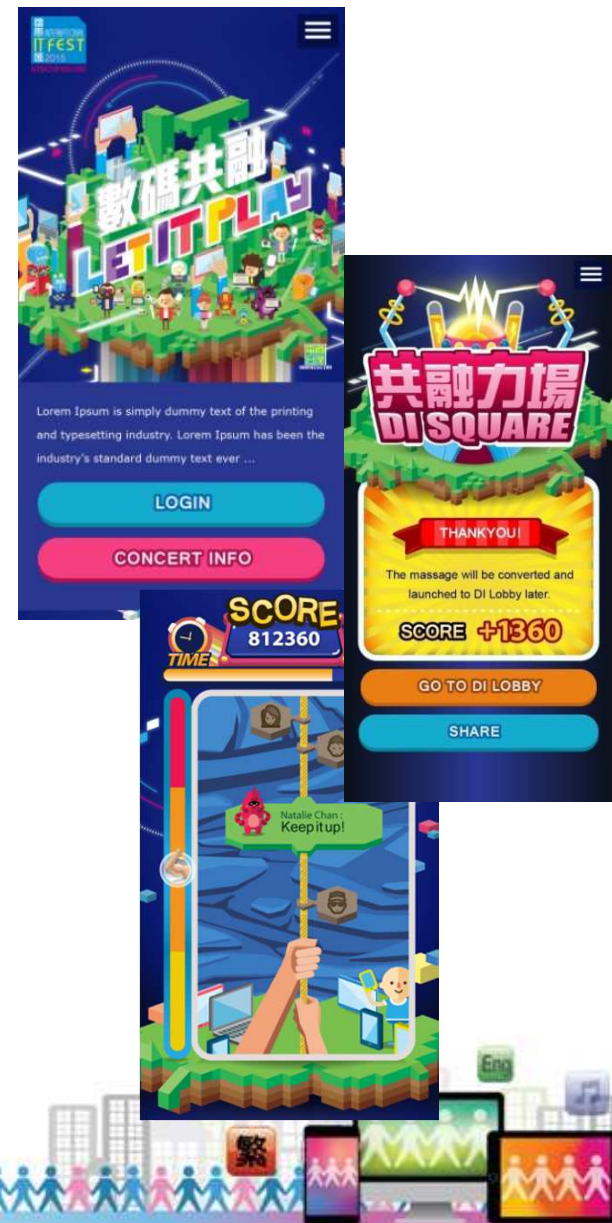 INTERNATIONAL
IT FEST
2015
數碼共融
LET IT PLAY
Lorem Ipsum is simply dummy text of the printing
and typesetting industry. Lorem Ipsum has been the
industry's standard dummy text ever ...
LOGIN
CONCERT INFO
共融力場
DI SQUARE
THANKYOU!
The massage will be converted and
launched to DI Lobby later.
SCORE +1360
GO TO DI LOBBY
SHARE
SCORE
812360
TIME
Natalie Chan :
Keep it up!
Eng
繁